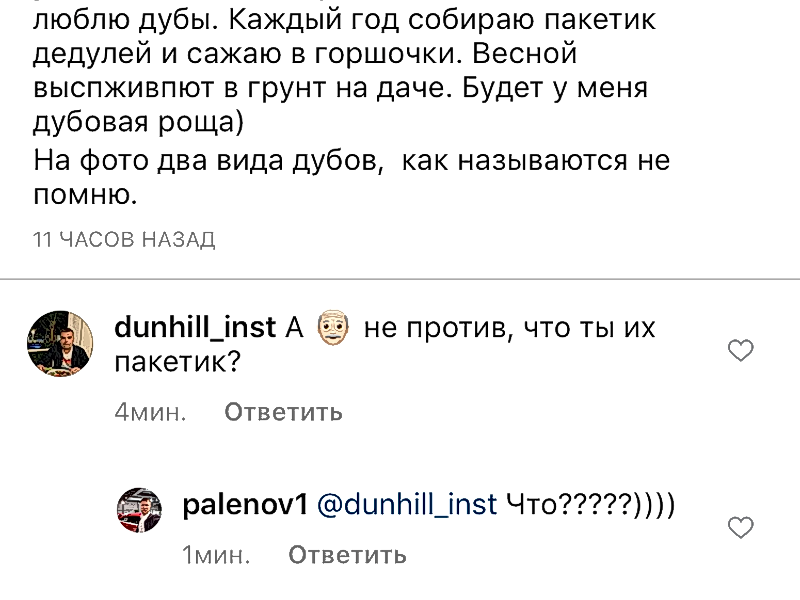 люблю дубы. Каждый год собираю пакетик
дедулей и сажаю в горшочки. Весной
выспживпют в грунт на даче. Будет у меня
дубовая роща)
На фото два вида дубов, как называются не
помню.
11 ЧАСОВ НАЗАД
dunhill_inst А 👴🏻 не против, что ты их
пакетик?
4мин. Ответить
palenov1 @dunhill_inst Что?????))))
1мин. Ответить